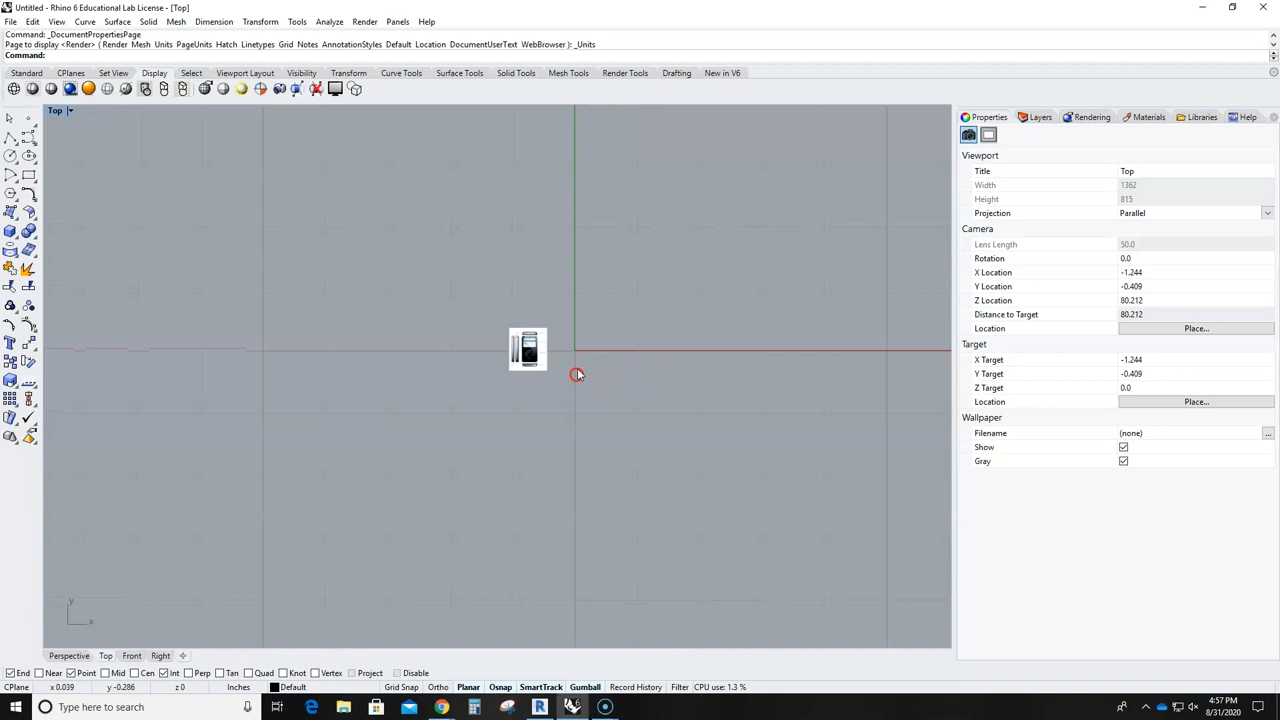 Untitled - Rhino 6 Educational Lab License - [Top]
File Edit View Curve Surface Solid Mesh Dimension Transform Tools Analyze Render Panels Help
Command: _DocumentPropertiesPage
Page to display <Render> ( Render Mesh Units PageUnits Hatch Linetypes Grid Notes AnnotationStyles Default Location DocumentUserText WebBrowser ): _Units
Command:
Standard CPlanes Set View Display Select Viewport Layout Visibility Transform Curve Tools Surface Tools Solid Tools Mesh Tools Render Tools Drafting New in V6
Top
Properties Layers Rendering Materials Libraries Help
Viewport
Title Top
Width 1362
Height 815
Projection Parallel
Camera
Lens Length 50.0
Rotation 0.0
X Location -1.244
Y Location -0.409
Z Location 80.212
Distance to Target 80.212
Location Place...
Target
X Target -1.244
Y Target -0.409
Z Target 0.0
Location Place...
Wallpaper
Filename (none) ...
Show
Gray
y
x
Perspective Top Front Right
End Near Point Mid Cen Int Perp Tan Quad Knot Vertex Project Disable
CPlane x 0.039 y -0.286 z 0 Inches Default Grid Snap Ortho Planar Osnap SmartTrack Gumball Record History Filter CPU use: 1.3 %
Type here to search
4:57 PM
8/31/2020